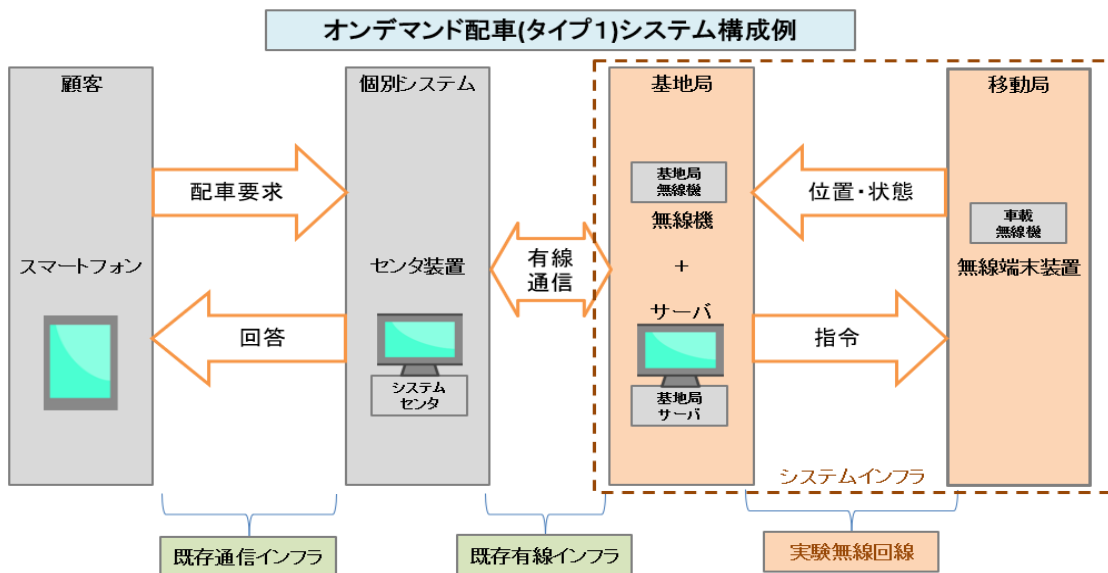 オンデマンド配車(タイプ1)システム構成例
顧客
個別システム
基地局
移動局
配車要求
基地局
無線機
無線機
位置・状態
車載
無線機
スマートフォン
センタ装置
有線
通信
+
無線端末装置
回答
サーバ
指令
システム
センタ
基地局
サーバ
システムインフラ
既存通信インフラ
既存有線インフラ
実験無線回線